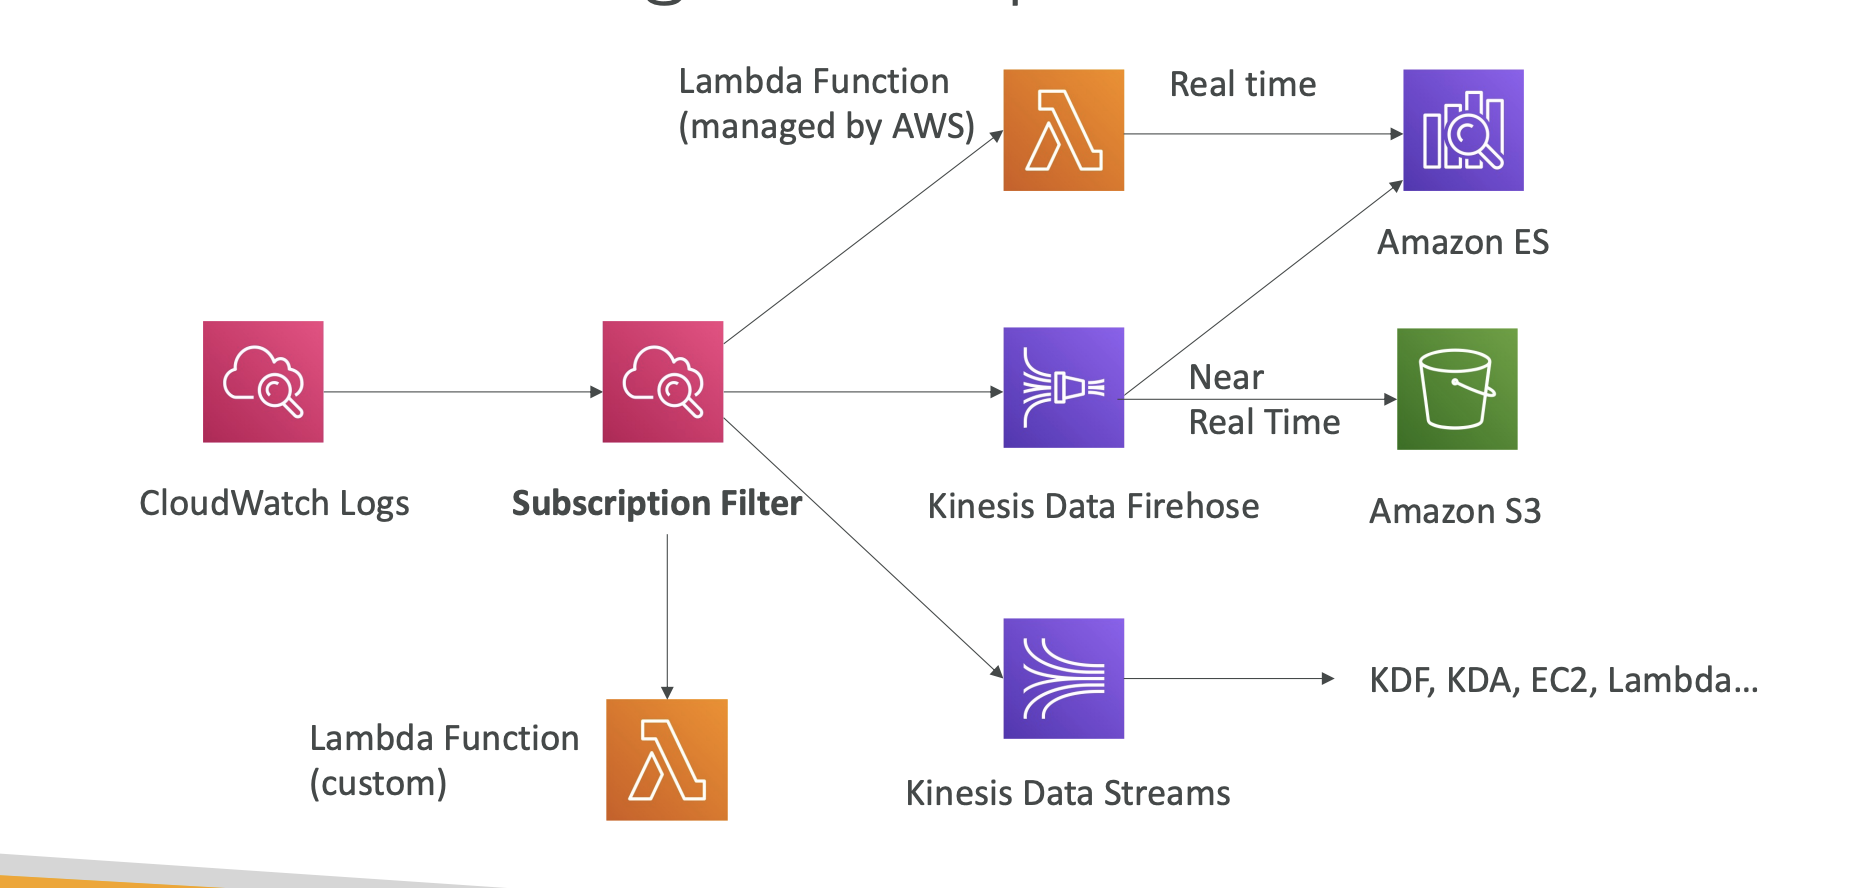 Lambda Function
(managed by AWS)
Real time
Amazon ES
CloudWatch Logs
Subscription Filter
Near
Real Time
Kinesis Data Firehose
Amazon S3
Lambda Function
(custom)
Kinesis Data Streams
KDF, KDA, EC2, Lambda...